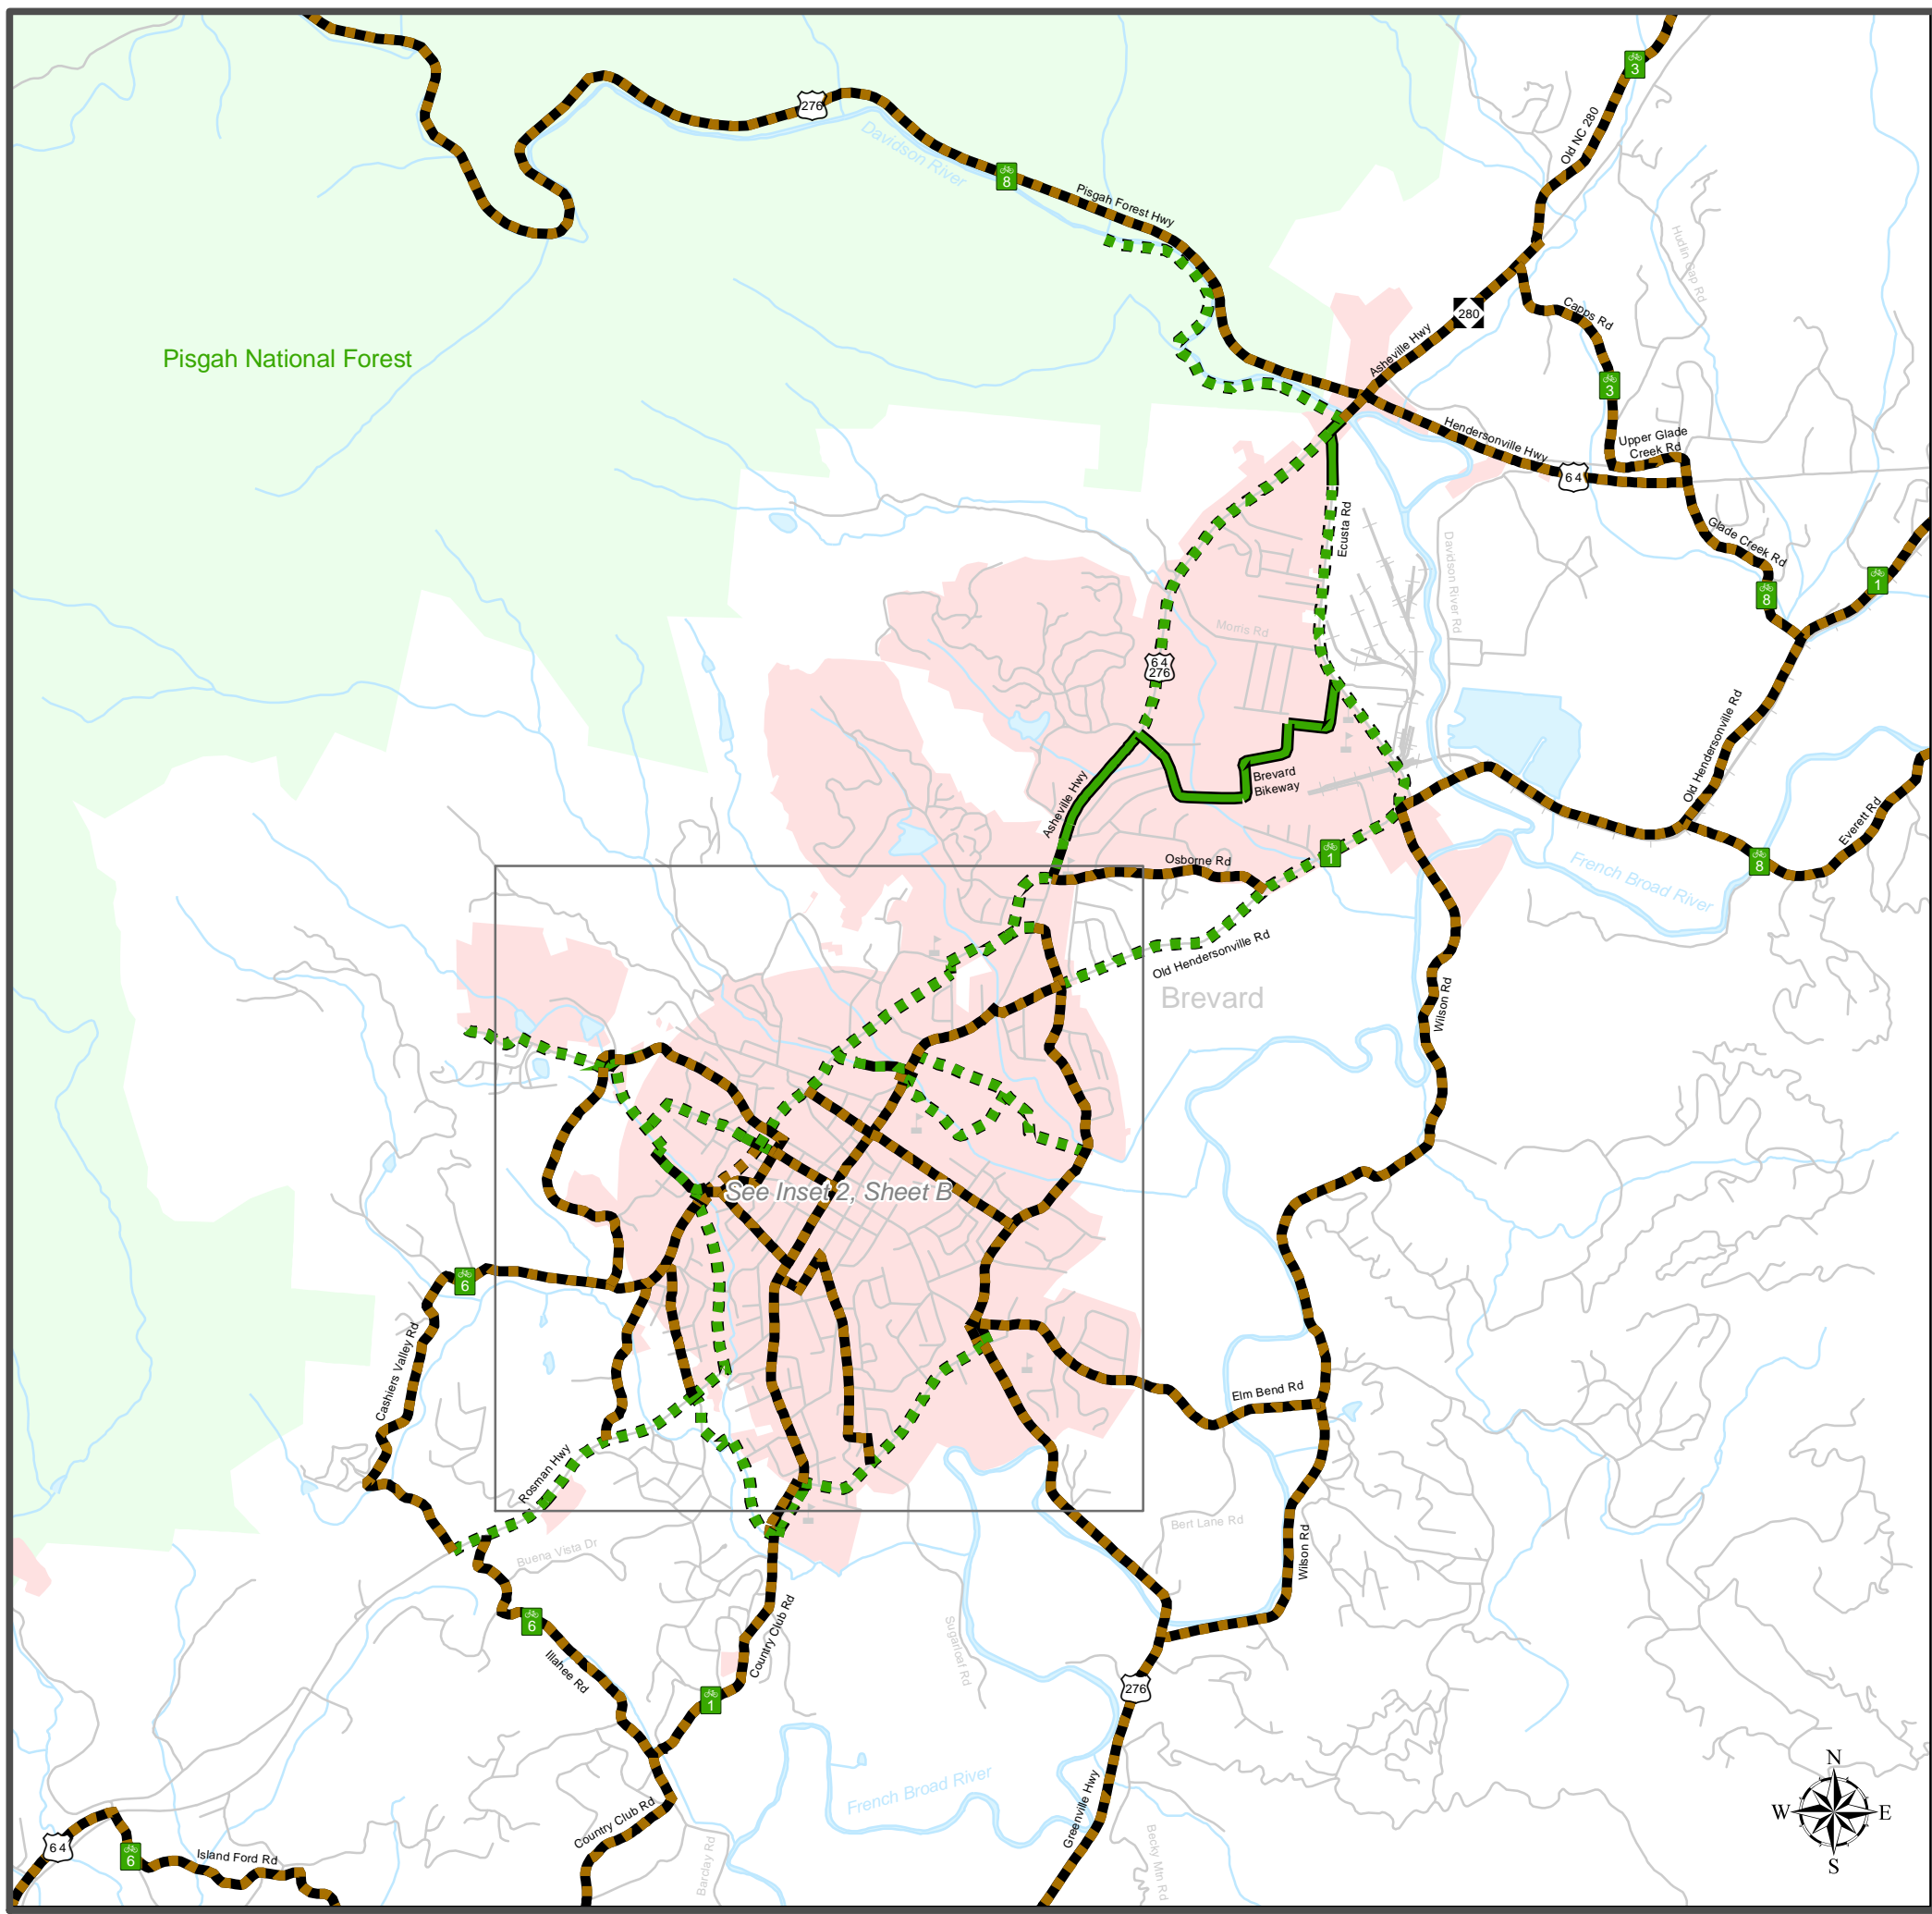 3
276
Old NC 280
Davidson River
8
Pisgah Forest Hwy
Hudlin Gap Rd
280
Capps Rd
Asheville Hwy
Pisgah National Forest
3
Hendersonville Hwy
Upper Glade
Creek Rd
64
Ecusta Rd
Glade Creek Rd
Davidson River Rd
1
8
Morris Rd
64
276
Old Hendersonville Rd
Brevard
Bikeway
Asheville Hwy
Everett Rd
Osborne Rd
1
8
French Broad River
Old Hendersonville Rd
Brevard
Wilson Rd
See Inset 2, Sheet B
6
Cashiers Valley Rd
Elm Bend Rd
Rosman Hwy
Bert Lane Rd
Buena Vista Dr
Wilson Rd
6
Country Club Rd
Sugarloaf Rd
Illahee Rd
1
276
French Broad River
Greenville Hwy
Country Club Rd
64
6
Island Ford Rd
Barclay Rd
Becky Mtn Rd
N
W
E
S